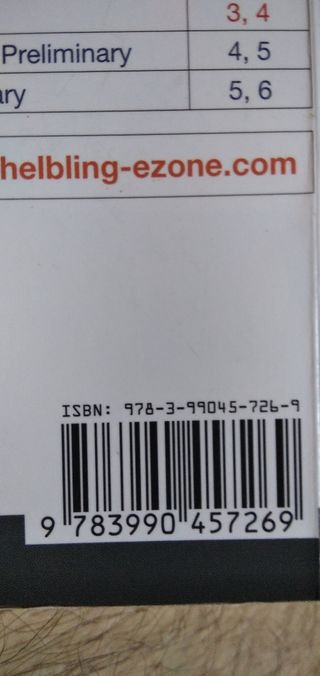 3, 4
Preliminary 4, 5
ary 5, 6
helbling-ezone.com
ISBN: 978-3-99045-726-9
9 783990 457269